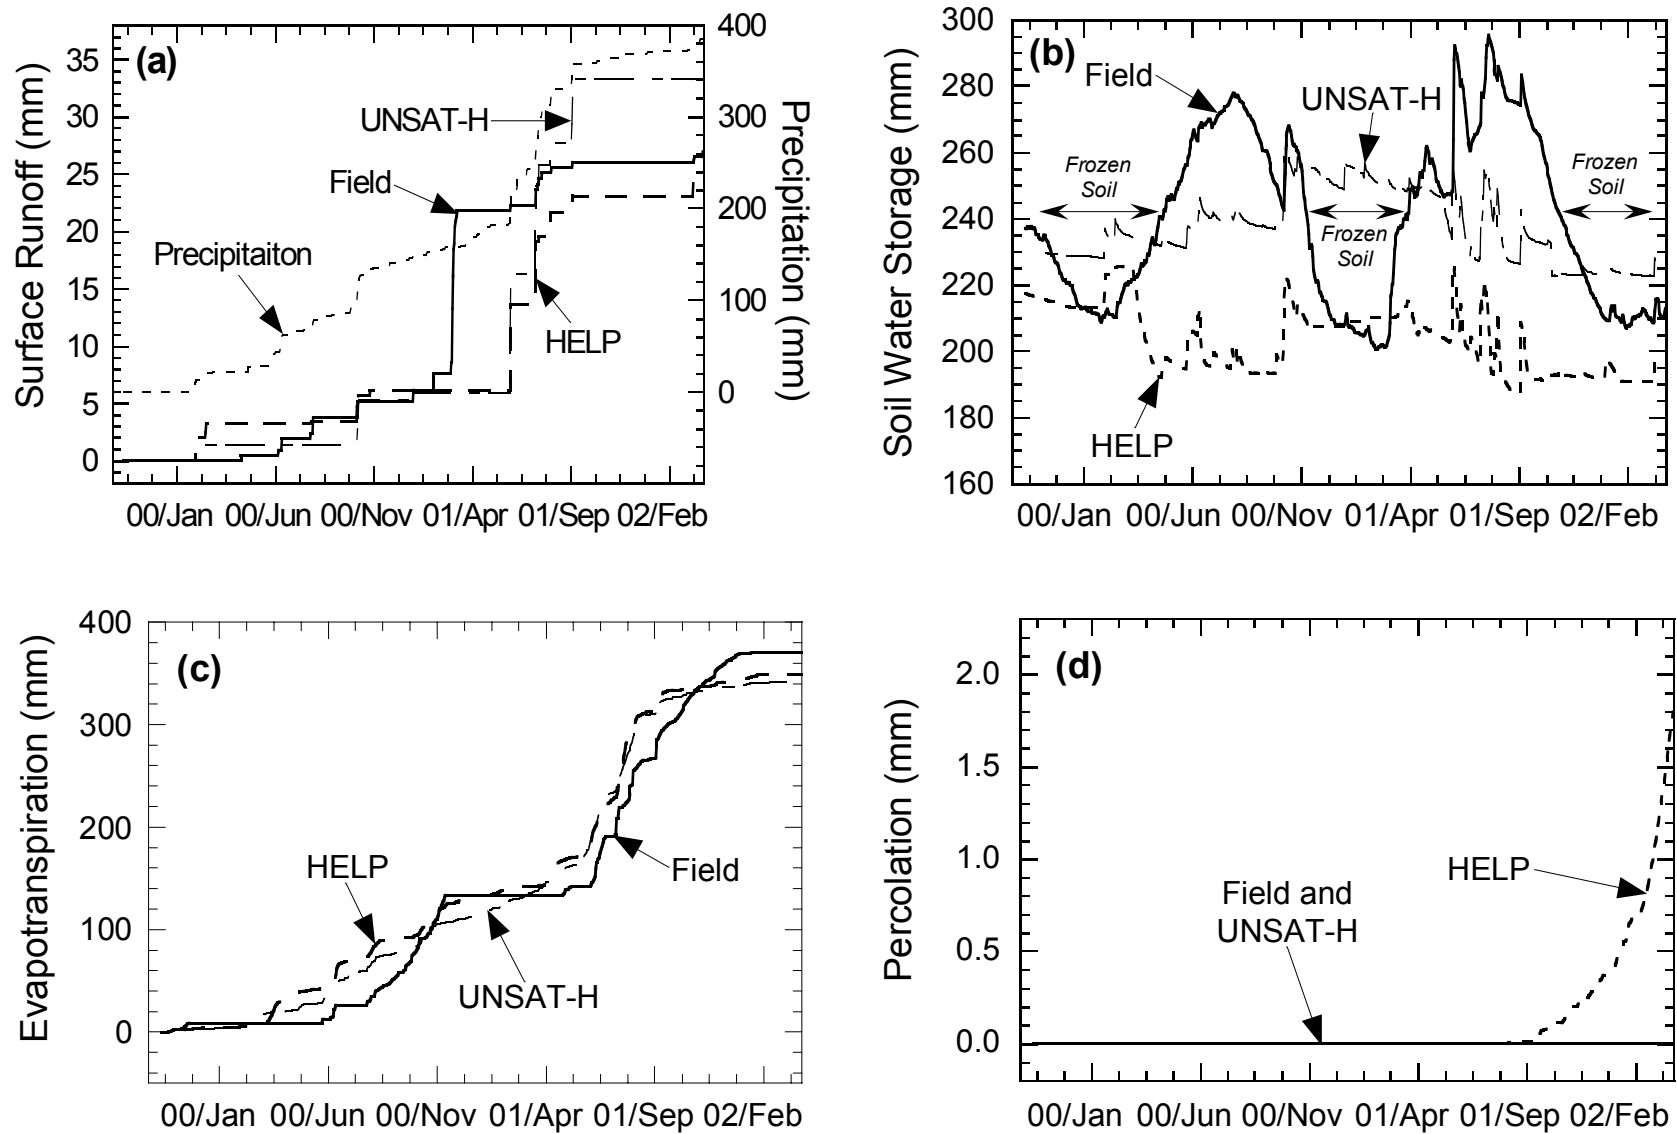 (a)
Surface Runoff (mm)
35
30
25
20
15
10
5
0
400
300
200
100
0
Precipitation (mm)
UNSAT-H
Field
Precipitaiton
HELP
00/Jan 00/Jun 00/Nov 01/Apr 01/Sep 02/Feb
(b)
Soil Water Storage (mm)
300
280
260
240
220
200
180
160
Field
UNSAT-H
Frozen
Soil
Frozen
Soil
Frozen
Soil
HELP
00/Jan 00/Jun 00/Nov 01/Apr 01/Sep 02/Feb
(c)
Evapotranspiration (mm)
400
300
200
100
0
HELP
Field
UNSAT-H
00/Jan 00/Jun 00/Nov 01/Apr 01/Sep 02/Feb
(d)
Percolation (mm)
2.0
1.5
1.0
0.5
0.0
HELP
Field and
UNSAT-H
00/Jan 00/Jun 00/Nov 01/Apr 01/Sep 02/Feb